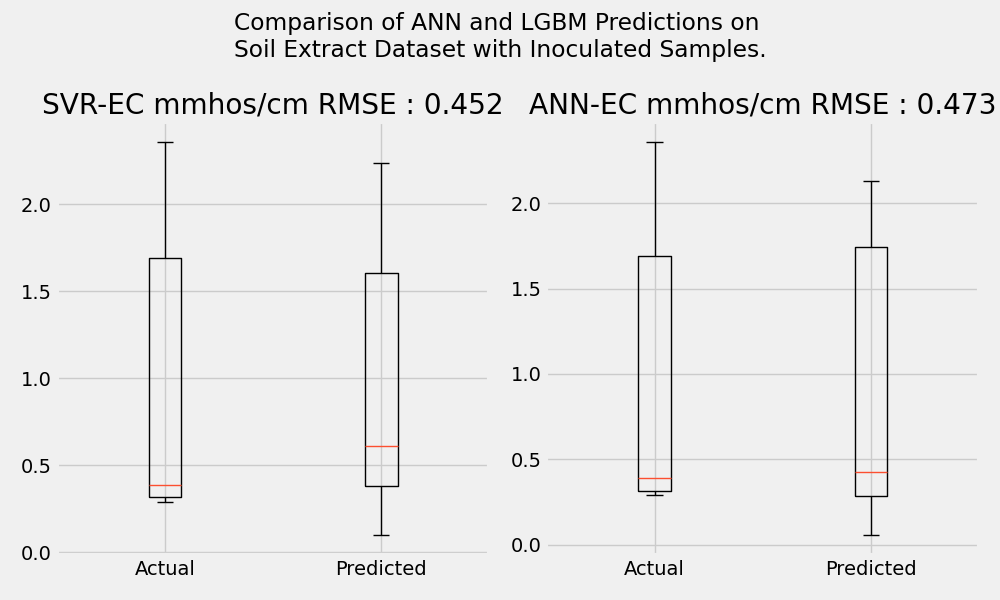 Comparison of ANN and LGBM Predictions on
Soil Extract Dataset with Inoculated Samples.
SVR-EC mmhos/cm RMSE : 0.452
2.0
1.5
1.0
0.5
0.0
Actual Predicted
ANN-EC mmhos/cm RMSE : 0.473
2.0
1.5
1.0
0.5
0.0
Actual Predicted